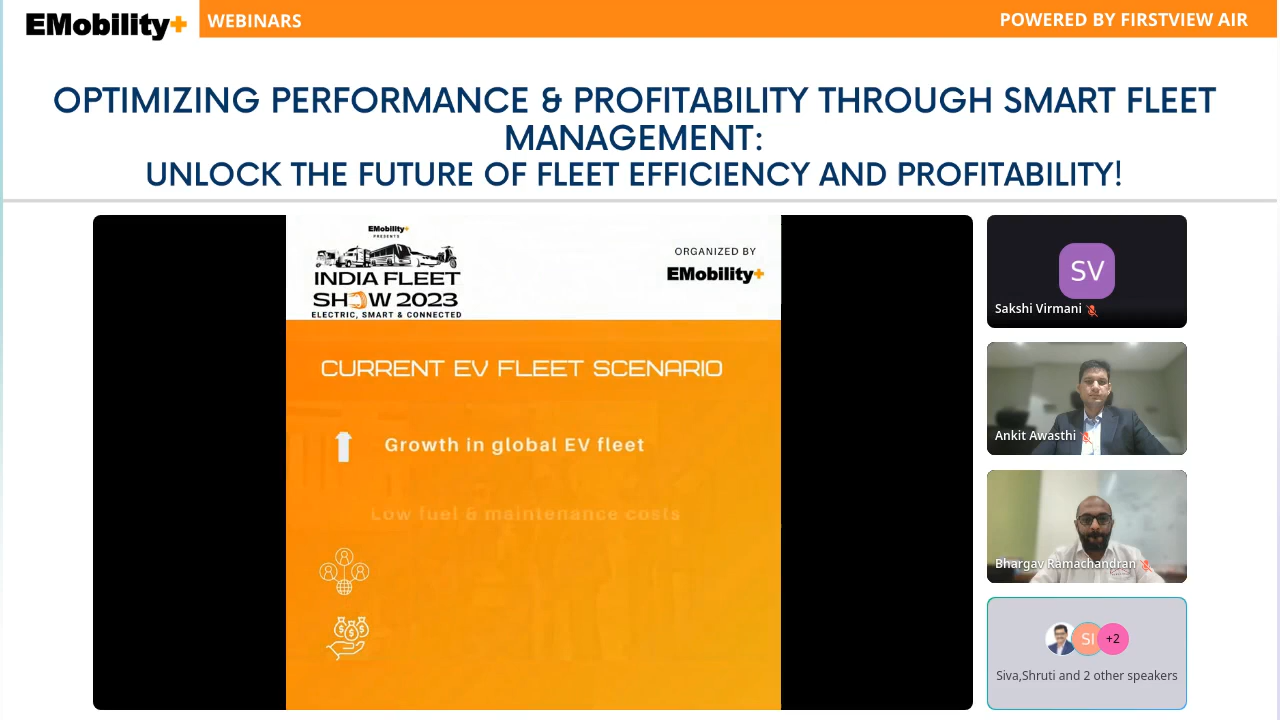 EMobility+
WEBINARS
POWERED BY FIRSTVIEW AIR
OPTIMIZING PERFORMANCE & PROFITABILITY THROUGH SMART FLEET
MANAGEMENT:
UNLOCK THE FUTURE OF FLEET EFFICIENCY AND PROFITABILITY!
EMobility+
PRESENTS
INDIA FLEET
SHOW 2023
ELECTRIC, SMART & CONNECTED
ORGANIZED BY
EMobility+
CURRENT EV FLEET SCENARIO
Growth in global EV fleet
Low fuel & maintenance costs
SV
Sakshi Virmani
Ankit Awasthi
Bhargav Ramachandran
SI
+2
Siva,Shruti and 2 other speakers